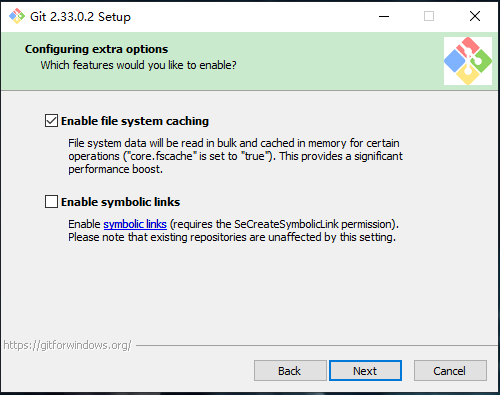 Git 2.33.0.2 Setup
Configuring extra options
Which features would you like to enable?
Enable file system caching
File system data will be read in bulk and cached in memory for certain
operations ("core.fscache" is set to "true"). This provides a significant
performance boost.
Enable symbolic links
Enable symbolic links (requires the SeCreateSymbolicLink permission).
Please note that existing repositories are unaffected by this setting.
https://gitforwindows.org/
Back Next Cancel